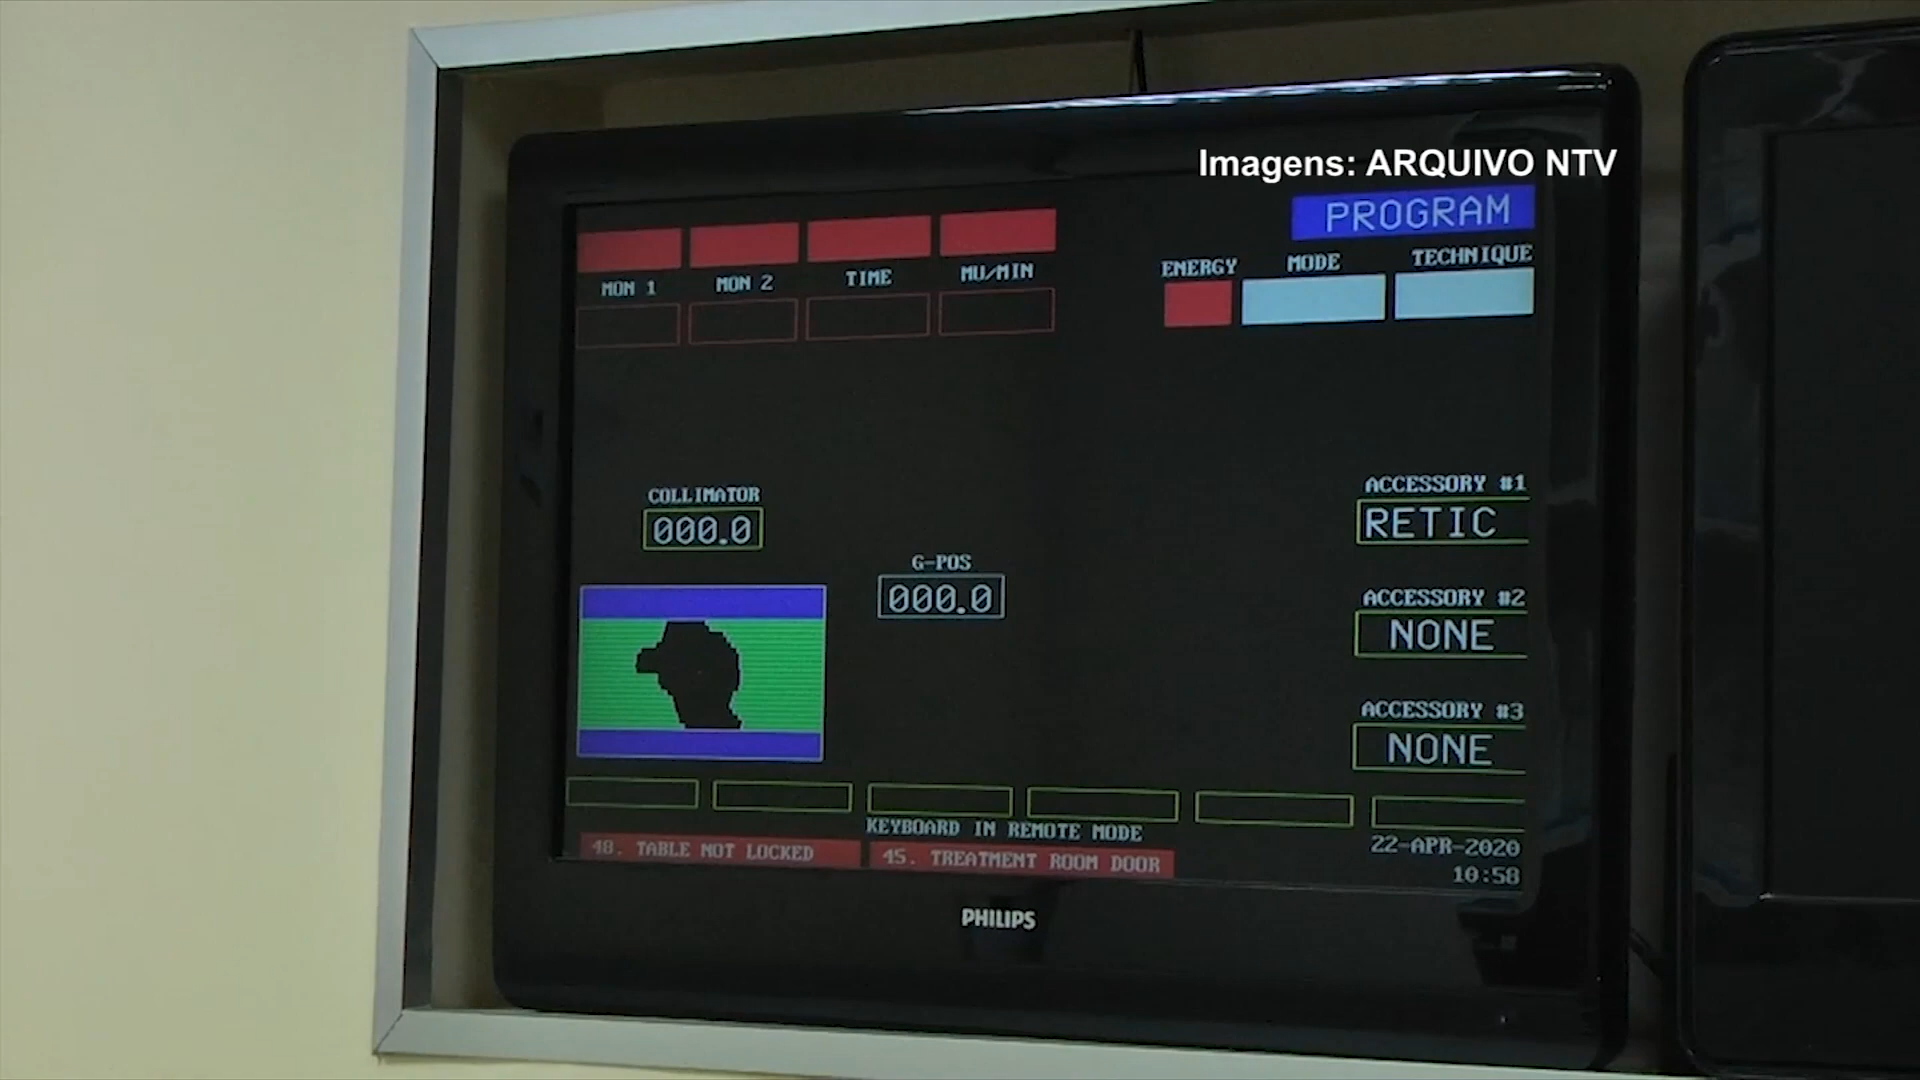 Imagens: ARQUIVO NTV
PROGRAM
MON 1 MON 2 TIME MU/MIN
ENERGY MODE TECHNIQUE
COLLIMATOR
000.0
G-POS
000.0
ACCESSORY #1
RETIC
ACCESSORY #2
NONE
ACCESSORY #3
NONE
KEYBOARD IN REMOTE MODE
48. TABLE NOT LOCKED
45. TREATMENT ROOM DOOR
22-APR-2020
10:58
PHILIPS